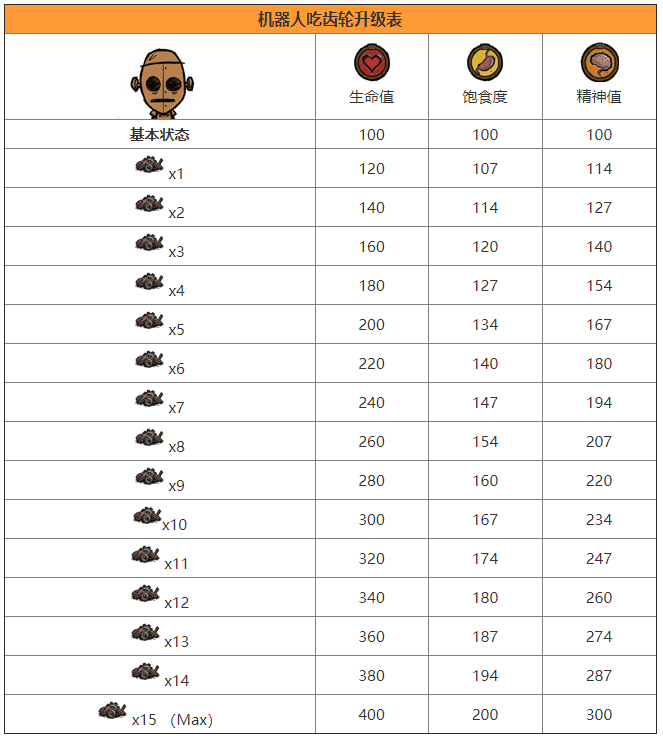 机器人吃齿轮升级表
生命值 饱食度 精神值
基本状态 100 100 100
x1 120 107 114
x2 140 114 127
x3 160 120 140
x4 180 127 154
x5 200 134 167
x6 220 140 180
x7 240 147 194
x8 260 154 207
x9 280 160 220
x10 300 167 234
x11 320 174 247
x12 340 180 260
x13 360 187 274
x14 380 194 287
x15 （Max） 400 200 300